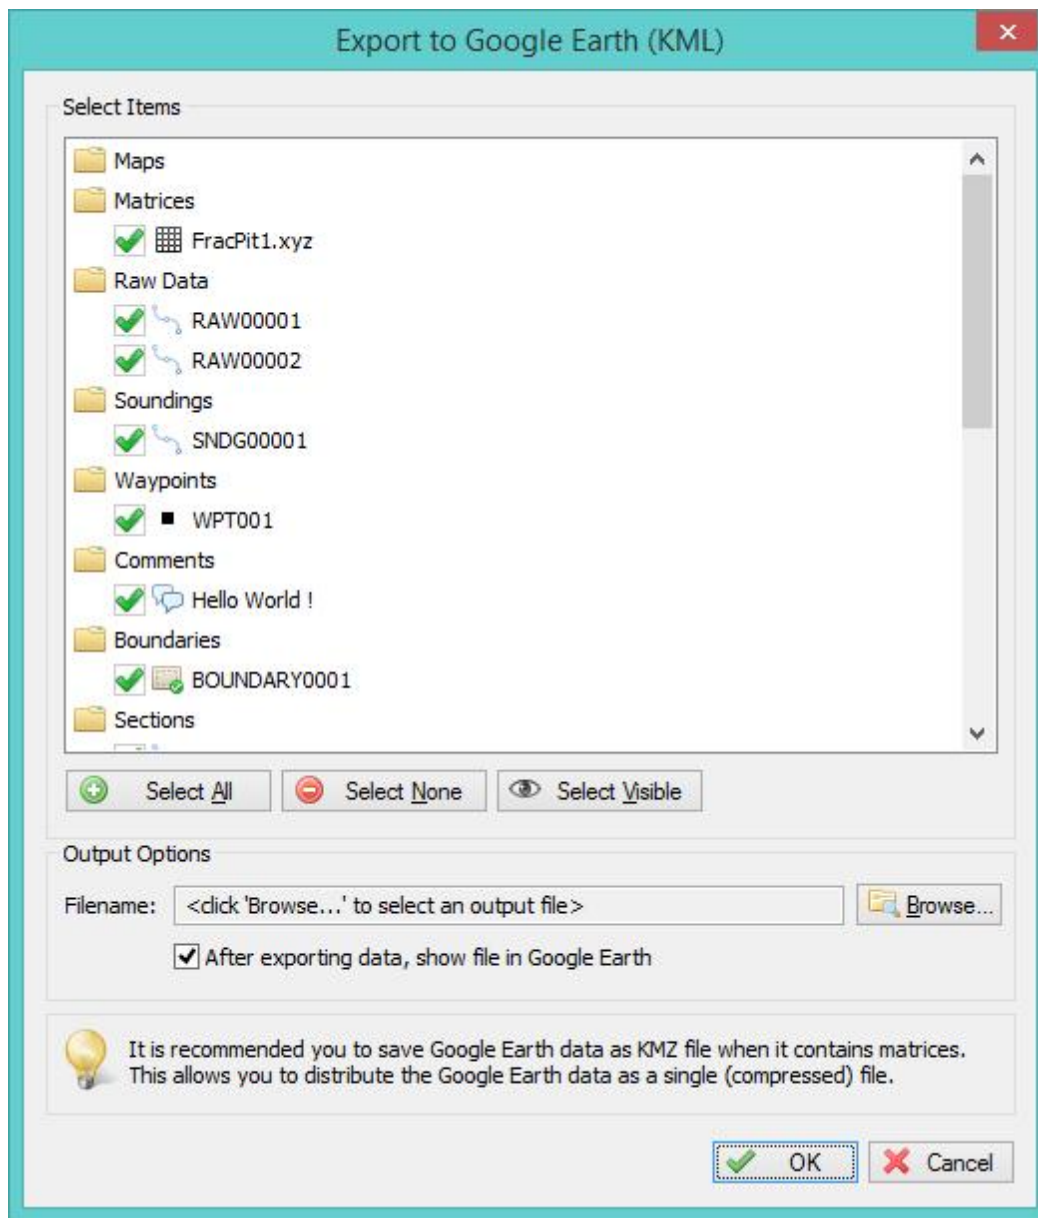 Export to Google Earth (KML)
Select Items
Maps
Matrices
FracPit1.xyz
Raw Data
RAW00001
RAW00002
Soundings
SNDG00001
Waypoints
WPT001
Comments
Hello World !
Boundaries
BOUNDARY0001
Sections
Select All
Select None
Select Visible
Output Options
Filename:
<click 'Browse...' to select an output file>
Browse...
After exporting data, show file in Google Earth
It is recommended you to save Google Earth data as KMZ file when it contains matrices.
This allows you to distribute the Google Earth data as a single (compressed) file.
OK
Cancel